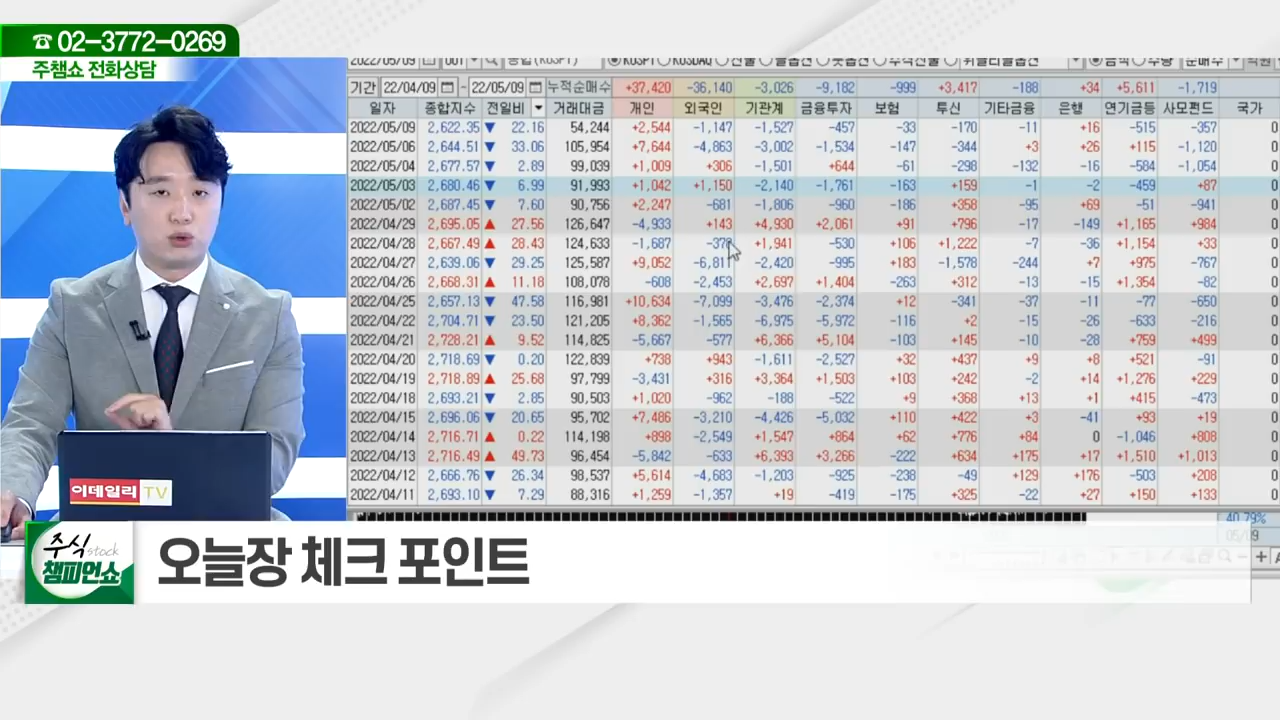 ☎ 02-3772-0269
주챔쇼 전화상담
기간 22/04/09 - 22/05/09 누적순매수 +37,420 -36,140 -3,026 -9,182 -999 +3,417 -188 +34 +5,611 -1,719
일자 종합지수 전일비 거래대금 개인 외국인 기관계 금융투자 보험 투신 기타금융 은행 연기금등 사모펀드 국가
2022/05/09 2,622.35 ▼ 22.16 54,244 +2,544 -1,147 -1,527 -457 -33 -170 -11 +16 -515 -357 0
2022/05/06 2,644.51 ▼ 33.06 105,954 +7,644 -4,863 -3,002 -1,534 -147 -344 +3 +26 +115 -1,120 0
2022/05/04 2,677.57 ▼ 2.89 99,039 +1,009 +306 -1,501 +644 -61 -298 -132 -16 -584 -1,054 0
2022/05/03 2,680.46 ▼ 6.99 91,993 +1,042 +1,150 -2,140 -1,761 -163 +159 -1 -2 -459 +87 0
2022/05/02 2,687.45 ▼ 7.60 90,756 +2,247 -681 -1,806 -960 -186 +358 -95 +69 -51 -941 0
2022/04/29 2,695.05 ▲ 27.56 126,647 -4,933 +143 +4,930 +2,061 +91 +796 -17 -149 +1,165 +984 0
2022/04/28 2,667.49 ▲ 28.43 124,633 -1,687 +1,941 -530 +106 +1,222 -7 -36 +1,154 +33 0
2022/04/27 2,639.06 ▼ 29.25 125,587 +9,052 -6,811 -2,420 -995 +183 -1,578 -244 +7 +975 -767 0
2022/04/26 2,668.31 ▲ 11.18 108,078 -608 -2,453 +2,697 +1,404 -263 +312 -13 -15 +1,354 -82 0
2022/04/25 2,657.13 ▼ 47.58 116,981 +10,634 -7,099 -3,476 -2,374 +12 -341 -37 -11 -77 -650 0
2022/04/22 2,704.71 ▼ 23.50 121,205 +8,362 -1,565 -6,975 -5,972 -116 +2 -15 -26 -633 -216 0
2022/04/21 2,728.21 ▲ 9.52 114,825 -5,667 -577 +6,366 +5,104 -103 +145 -10 -28 +759 +499 0
2022/04/20 2,718.69 ▼ 0.20 122,839 +738 +943 -1,611 -2,527 +32 +437 +9 +8 +521 -91 0
2022/04/19 2,718.89 ▲ 25.68 97,799 -3,431 +316 +3,364 +1,503 +103 +242 -2 +14 +1,276 +229 0
2022/04/18 2,693.21 ▼ 2.85 90,503 +1,020 -962 -188 -522 +9 +368 +13 +1 +415 -473 0
2022/04/15 2,696.06 ▼ 20.65 95,702 +7,486 -3,210 -4,426 -5,032 +110 +422 +3 -41 +93 +19 0
2022/04/14 2,716.71 ▲ 0.22 114,198 +898 -2,549 +1,547 +864 +62 +776 +84 0 -1,046 +808 0
2022/04/13 2,716.49 ▲ 49.73 96,454 -5,842 -633 +6,393 +3,266 -222 +634 +175 +17 +1,510 +1,013 0
2022/04/12 2,666.76 ▼ 26.34 98,537 +5,614 -4,683 -1,203 -925 -238 -49 +129 +176 -503 +208 0
2022/04/11 2,693.10 ▼ 7.29 88,316 +1,259 -1,357 +19 -419 -175 +325 -22 +27 +150 +133 0
40.79%
05/09
이데일리 TV
주식 stock
챔피언쇼
오늘장 체크 포인트